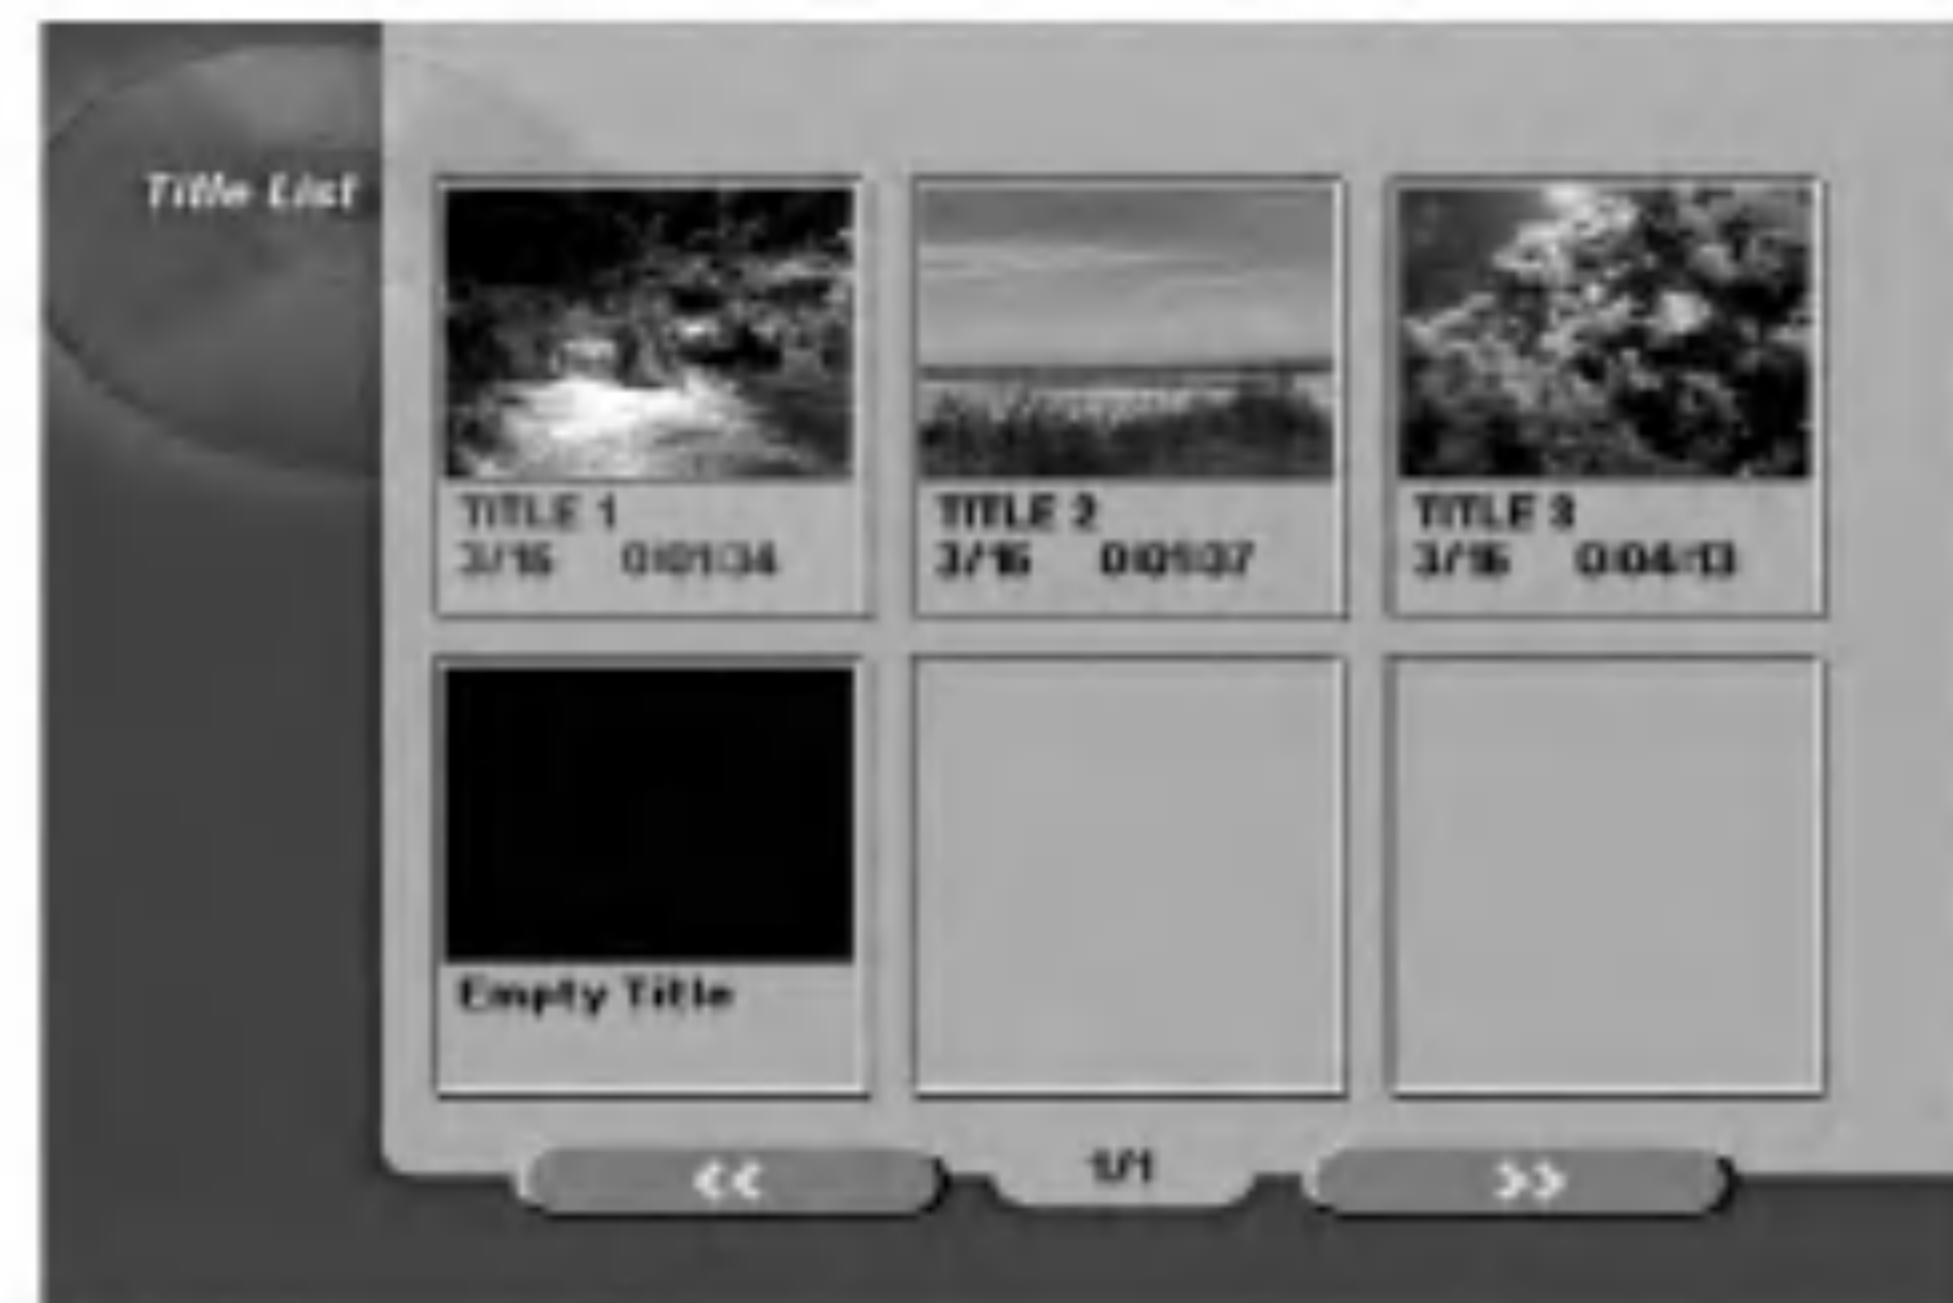 Title List
TITLE 1
3/16 0:01:34
TITLE 2
3/16 0:01:37
TITLE 3
3/16 0:04:13
Empty Title
<<
1/1
>>